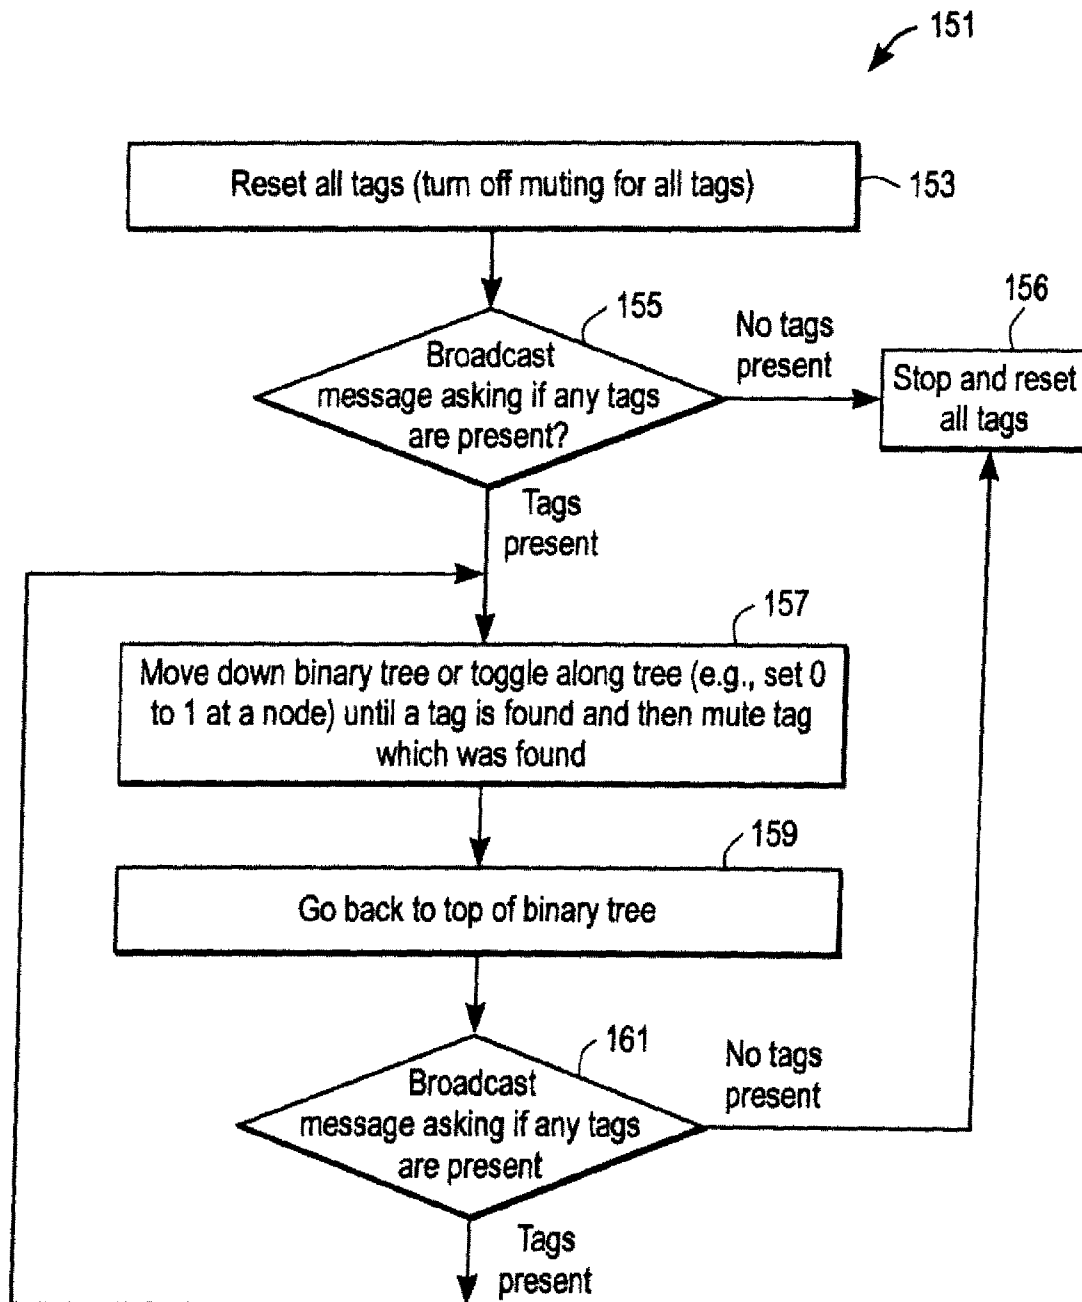 151
Reset all tags (turn off muting for all tags)
153
155
Broadcast
message asking if any tags
are present?
No tags
present
156
Stop and reset
all tags
Tags
present
157
Move down binary tree or toggle along tree (e.g., set 0
to 1 at a node) until a tag is found and then mute tag
which was found
159
Go back to top of binary tree
161
Broadcast
message asking if any tags
are present
No tags
present
Tags
present